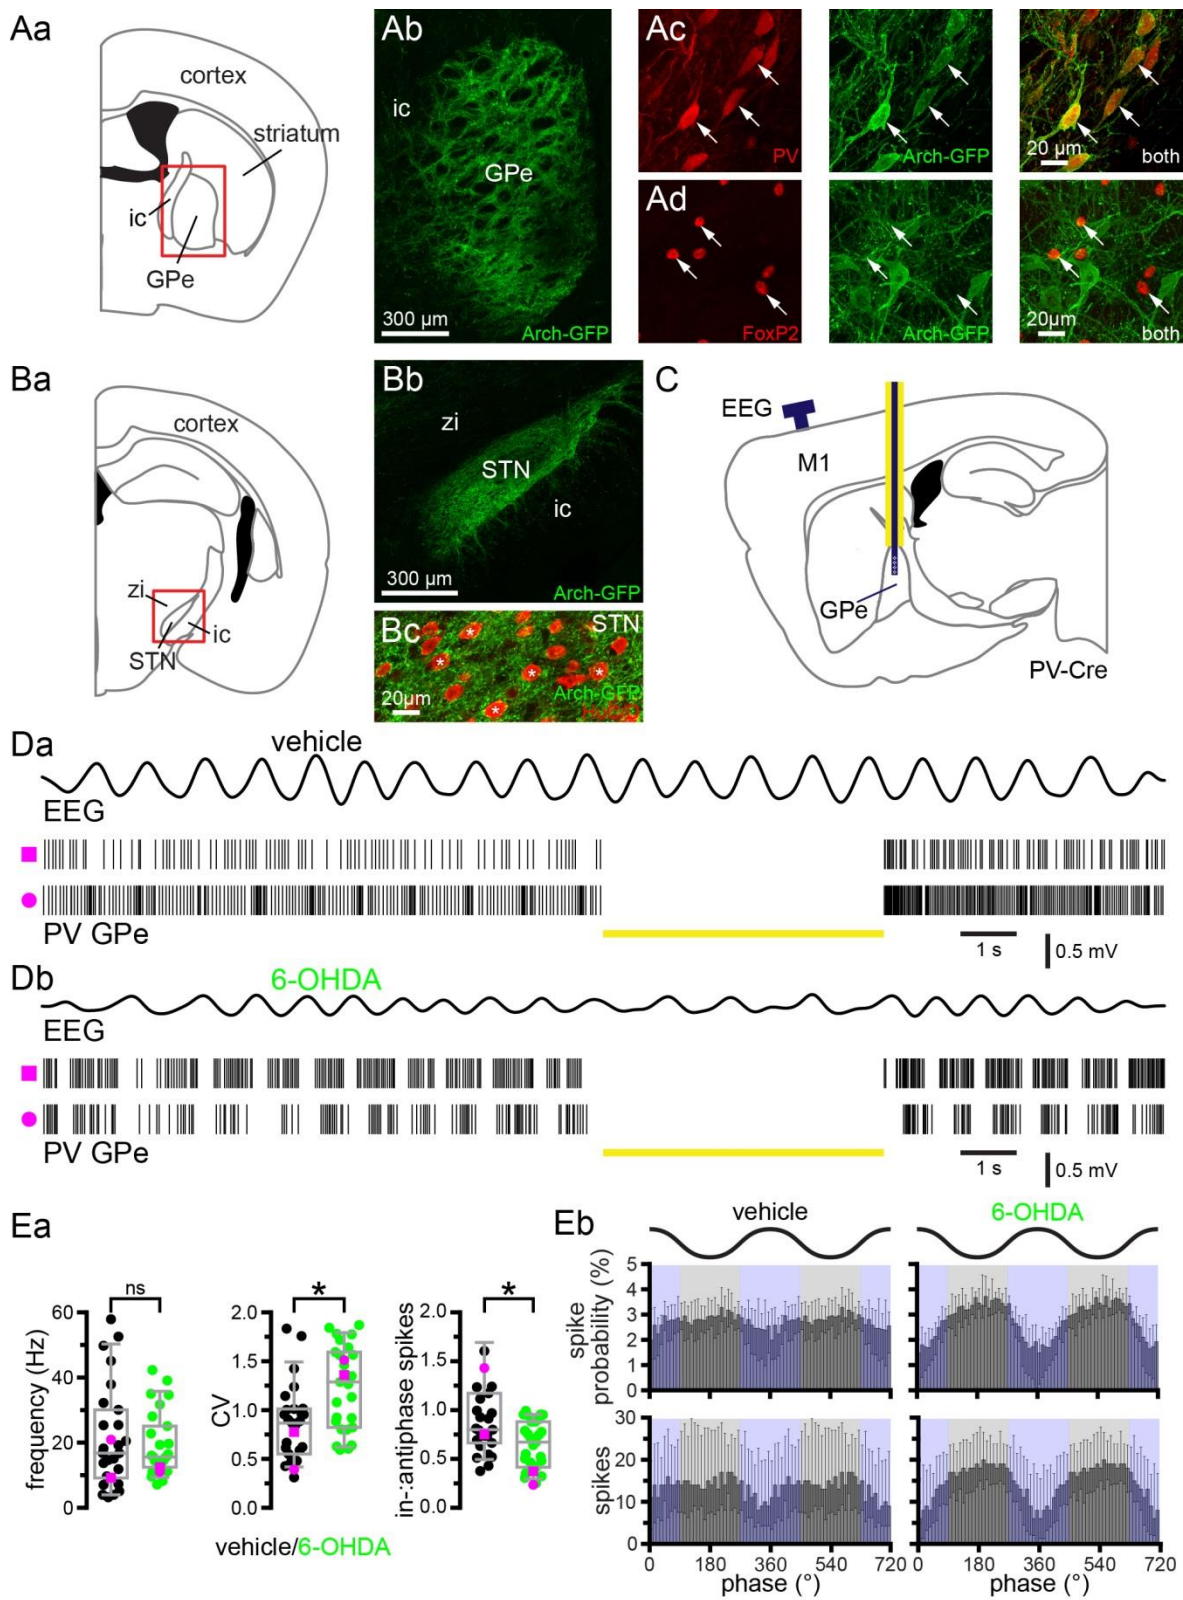 Aa
cortex
striatum
ic
GPe
Ab
ic
GPe
300 µm
Arch-GFP
Ac
PV
Arch-GFP
20 µm
both
Ad
FoxP2
Arch-GFP
20µm
both
Ba
cortex
zi
ic
STN
Bb
zi
STN
ic
300 µm
Arch-GFP
Bc
STN
* * * * *
20µm
Arch-GFP
HuC/D
C
EEG
M1
GPe
PV-Cre
Da
vehicle
EEG
PV GPe
1 s
0.5 mV
Db
6-OHDA
EEG
PV GPe
1 s
0.5 mV
Ea
ns
60
40
20
0
frequency (Hz)
*
2.0
1.5
1.0
0.5
0.0
CV
*
2.0
1.5
1.0
0.5
0.0
in-:antiphase spikes
vehicle/6-OHDA
Eb
vehicle
6-OHDA
5
4
3
2
1
0
spike
probability (%)
30
20
10
0
spikes
0 180 360 540 720
phase (°)
0 180 360 540 720
phase (°)